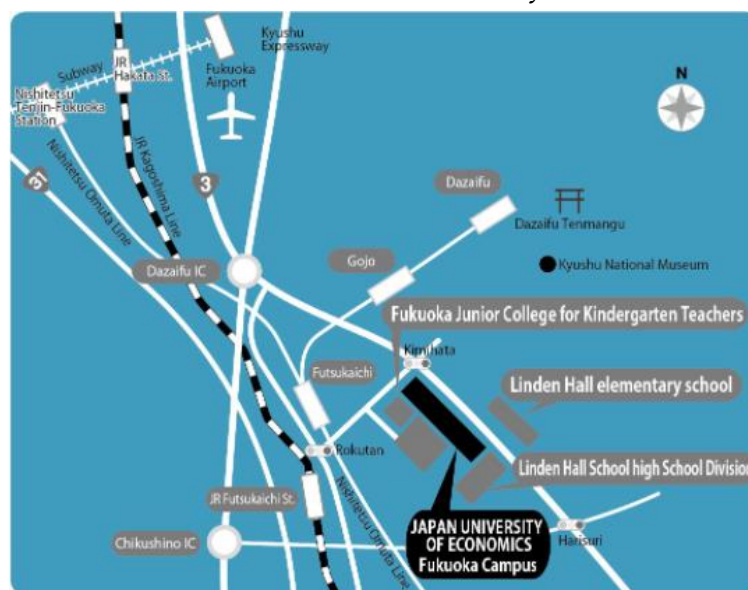 Kyushu
Expressway
Subway
JR
Hakata St.
Fukuoka
Airport
Nishitetsu
Tenjin-Fukuoka
Station
N
31
Nishitetsu Omuta Line
JR Kagoshima Line
3
Dazaifu
Dazaifu Tenmangu
Gojo
Dazaifu IC
Kyushu National Museum
Fukuoka Junior College for Kindergarten Teachers
Kimihata
Futsukaichi
Linden Hall elementary school
Rokutan
Linden Hall School high School Division
JR Futsukaichi St.
Nishitetsu Omuta Line
JAPAN UNIVERSITY
OF ECONOMICS
Fukuoka Campus
Harisuri
Chikushino IC